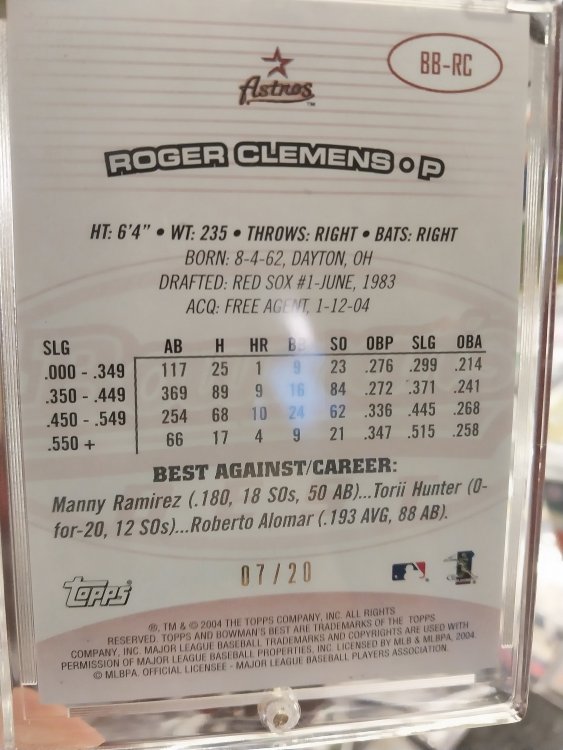 BB-RC
Astros™
ROGER CLEMENS • P
HT: 6'4" • WT: 235 • THROWS: RIGHT • BATS: RIGHT
BORN: 8-4-62, DAYTON, OH
DRAFTED: RED SOX #1-JUNE, 1983
ACQ: FREE AGENT, 1-12-04
SLG AB H HR BB SO OBP SLG OBA
.000 - .349 117 25 1 9 23 .276 .299 .214
.350 - .449 369 89 9 16 84 .272 .371 .241
.450 - .549 254 68 10 24 62 .336 .445 .268
.550 + 66 17 4 9 21 .347 .515 .258
BEST AGAINST/CAREER:
Manny Ramirez (.180, 18 SOs, 50 AB)...Torii Hunter (0-
for-20, 12 SOs)...Roberto Alomar (.193 AVG, 88 AB).
07/20
TOPPS
®, TM & © 2004 THE TOPPS COMPANY, INC. ALL RIGHTS
RESERVED. TOPPS AND BOWMAN'S BEST ARE TRADEMARKS OF THE TOPPS
COMPANY, INC. MAJOR LEAGUE BASEBALL TRADEMARKS AND COPYRIGHTS ARE USED WITH
PERMISSION OF MAJOR LEAGUE BASEBALL PROPERTIES, INC. LICENSED BY MLB & MLBPA, 2004.
© MLBPA. OFFICIAL LICENSEE - MAJOR LEAGUE BASEBALL PLAYERS ASSOCIATION.